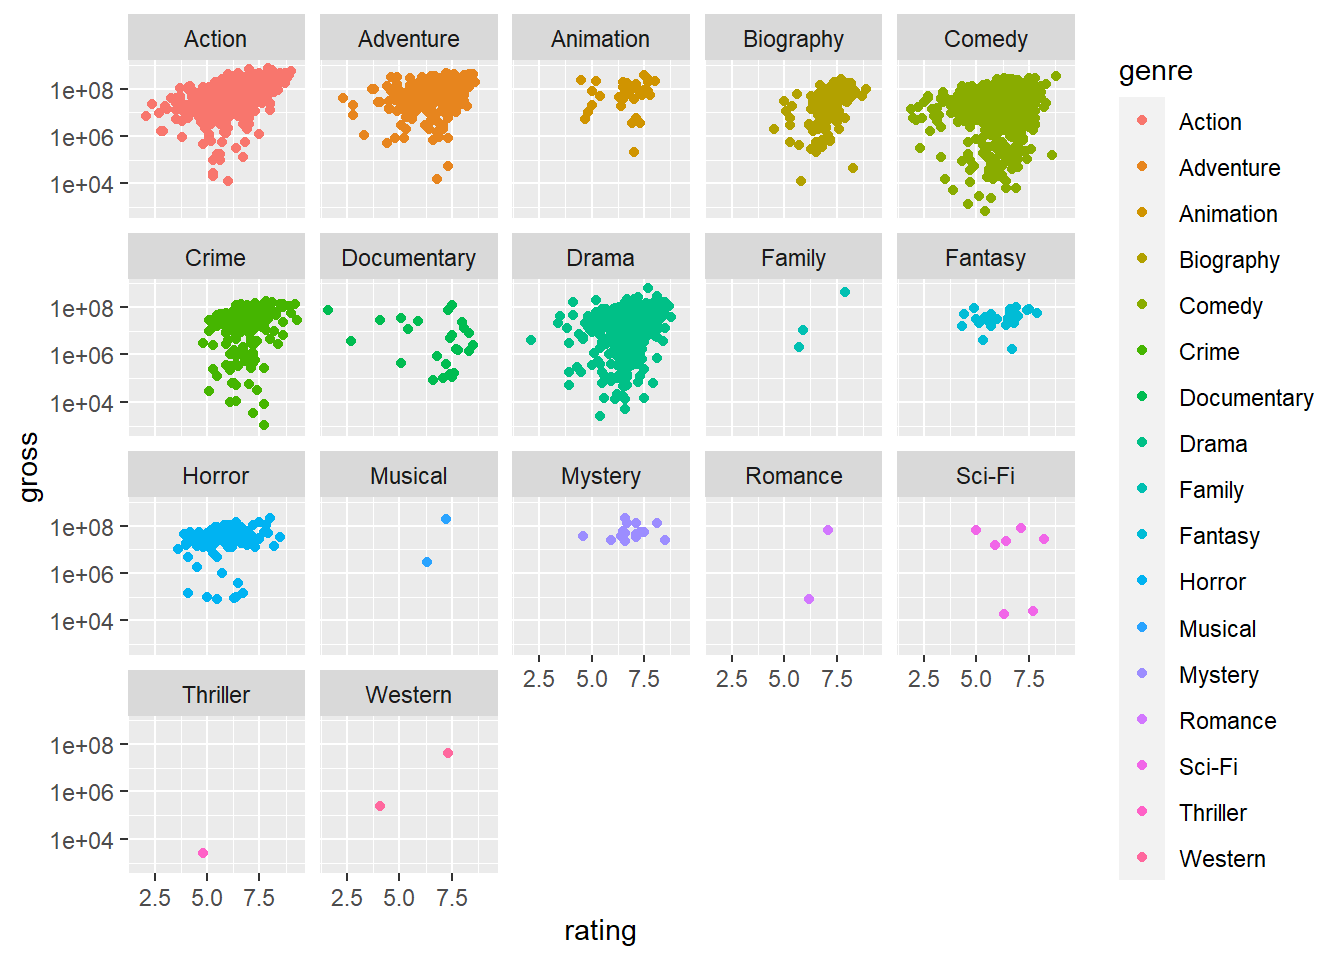 Action Adventure Animation Biography Comedy
genre
1e+08
1e+06
1e+04
Crime Documentary Drama Family Fantasy
1e+08
1e+06
1e+04
gross
Horror Musical Mystery Romance Sci-Fi
1e+08
1e+06
1e+04
2.5 5.0 7.5 2.5 5.0 7.5 2.5 5.0 7.5
Thriller Western
1e+08
1e+06
1e+04
2.5 5.0 7.5 2.5 5.0 7.5
rating
Action
Adventure
Animation
Biography
Comedy
Crime
Documentary
Drama
Family
Fantasy
Horror
Musical
Mystery
Romance
Sci-Fi
Thriller
Western